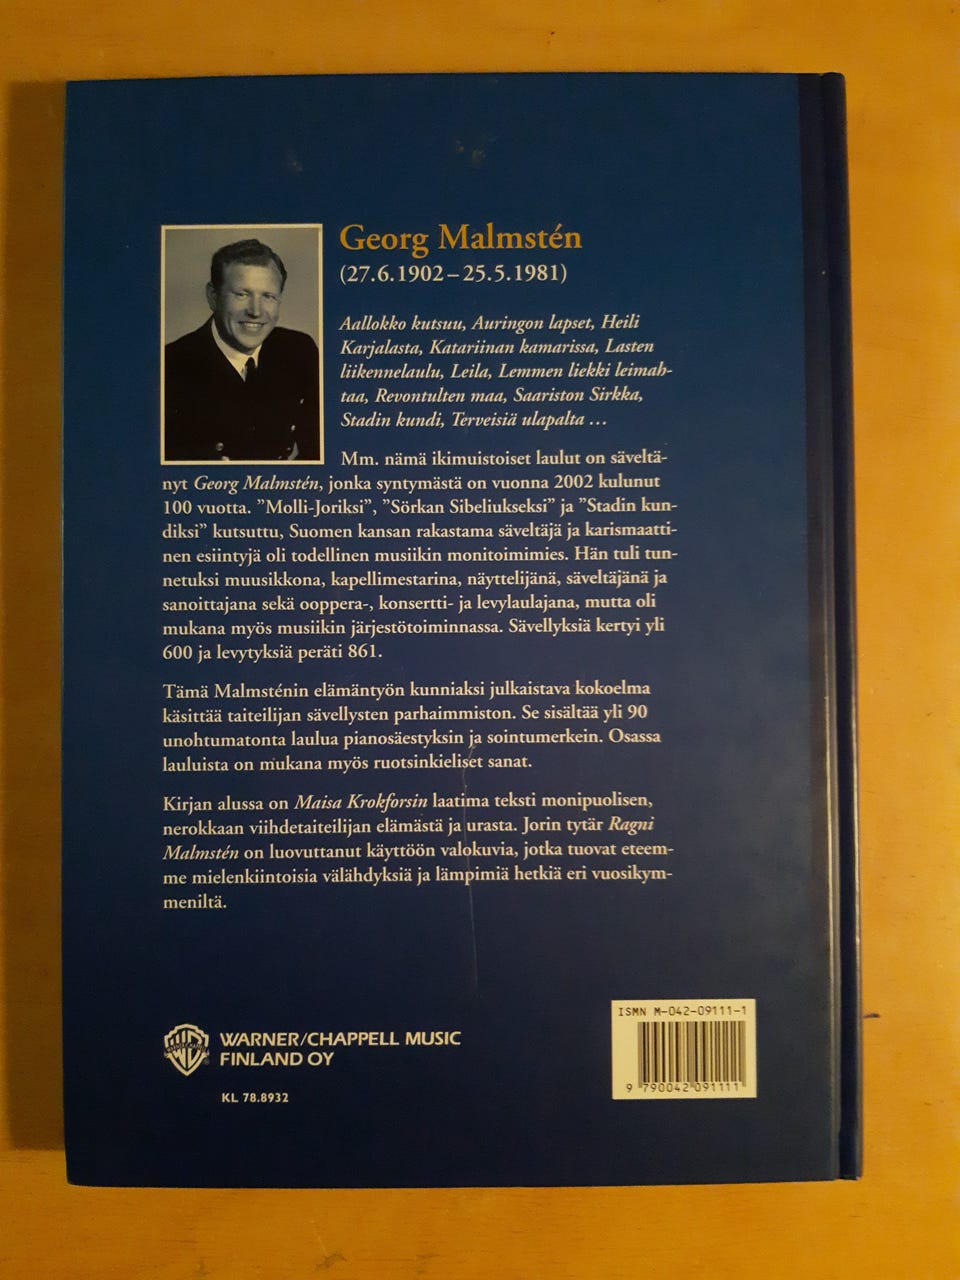 Georg Malmstén
(27.6.1902–25.5.1981)
Aallokko kutsuu, Auringon lapset, Heili
Karjalasta, Katariinan kamarissa, Lasten
liikennelaulu, Leila, Lemmen liekki leimah-
taa, Revontulten maa, Saariston Sirkka,
Stadin kundi, Terveisiä ulapalta ...
Mm. nämä ikimuistoiset laulut on säveltä-
nyt Georg Malmstén, jonka syntymästä on vuonna 2002 kulunut
100 vuotta. ”Molli-Joriksi”, ”Sörkan Sibeliukseksi” ja ”Stadin kun-
diksi” kutsuttu, Suomen kansan rakastama säveltäjä ja karismaatti-
nen esiintyjä oli todellinen musiikin monitoimimies. Hän tuli tun-
netuksi muusikkona, kapellimestarina, näyttelijänä, säveltäjänä ja
sanoittajana sekä ooppera-, konsertti- ja levylaulajana, mutta oli
mukana myös musiikin järjestötoiminnassa. Sävellyksiä kertyi yli
600 ja levytyksiä peräti 861.
Tämä Malmsténin elämäntyön kunniaksi julkaistava kokoelma
käsittää taiteilijan sävellysten parhaimmiston. Se sisältää yli 90
unohtumatonta laulua pianosäestyksin ja sointumerkein. Osassa
lauluista on mukana myös ruotsinkieliset sanat.
Kirjan alussa on Maisa Krokforsin laatima teksti monipuolisen,
nerokkaan viihdetaiteilijan elämästä ja urasta. Jorin tytär Ragni
Malmstén on luovuttanut käyttöön valokuvia, jotka tuovat eteem-
me mielenkiintoisia välähdyksiä ja lämpimiä hetkiä eri vuosikym-
meniltä.
WARNER/CHAPPELL MUSIC
FINLAND OY
KL 78.8932
ISMN M-042-09111-1
9 790042 091111